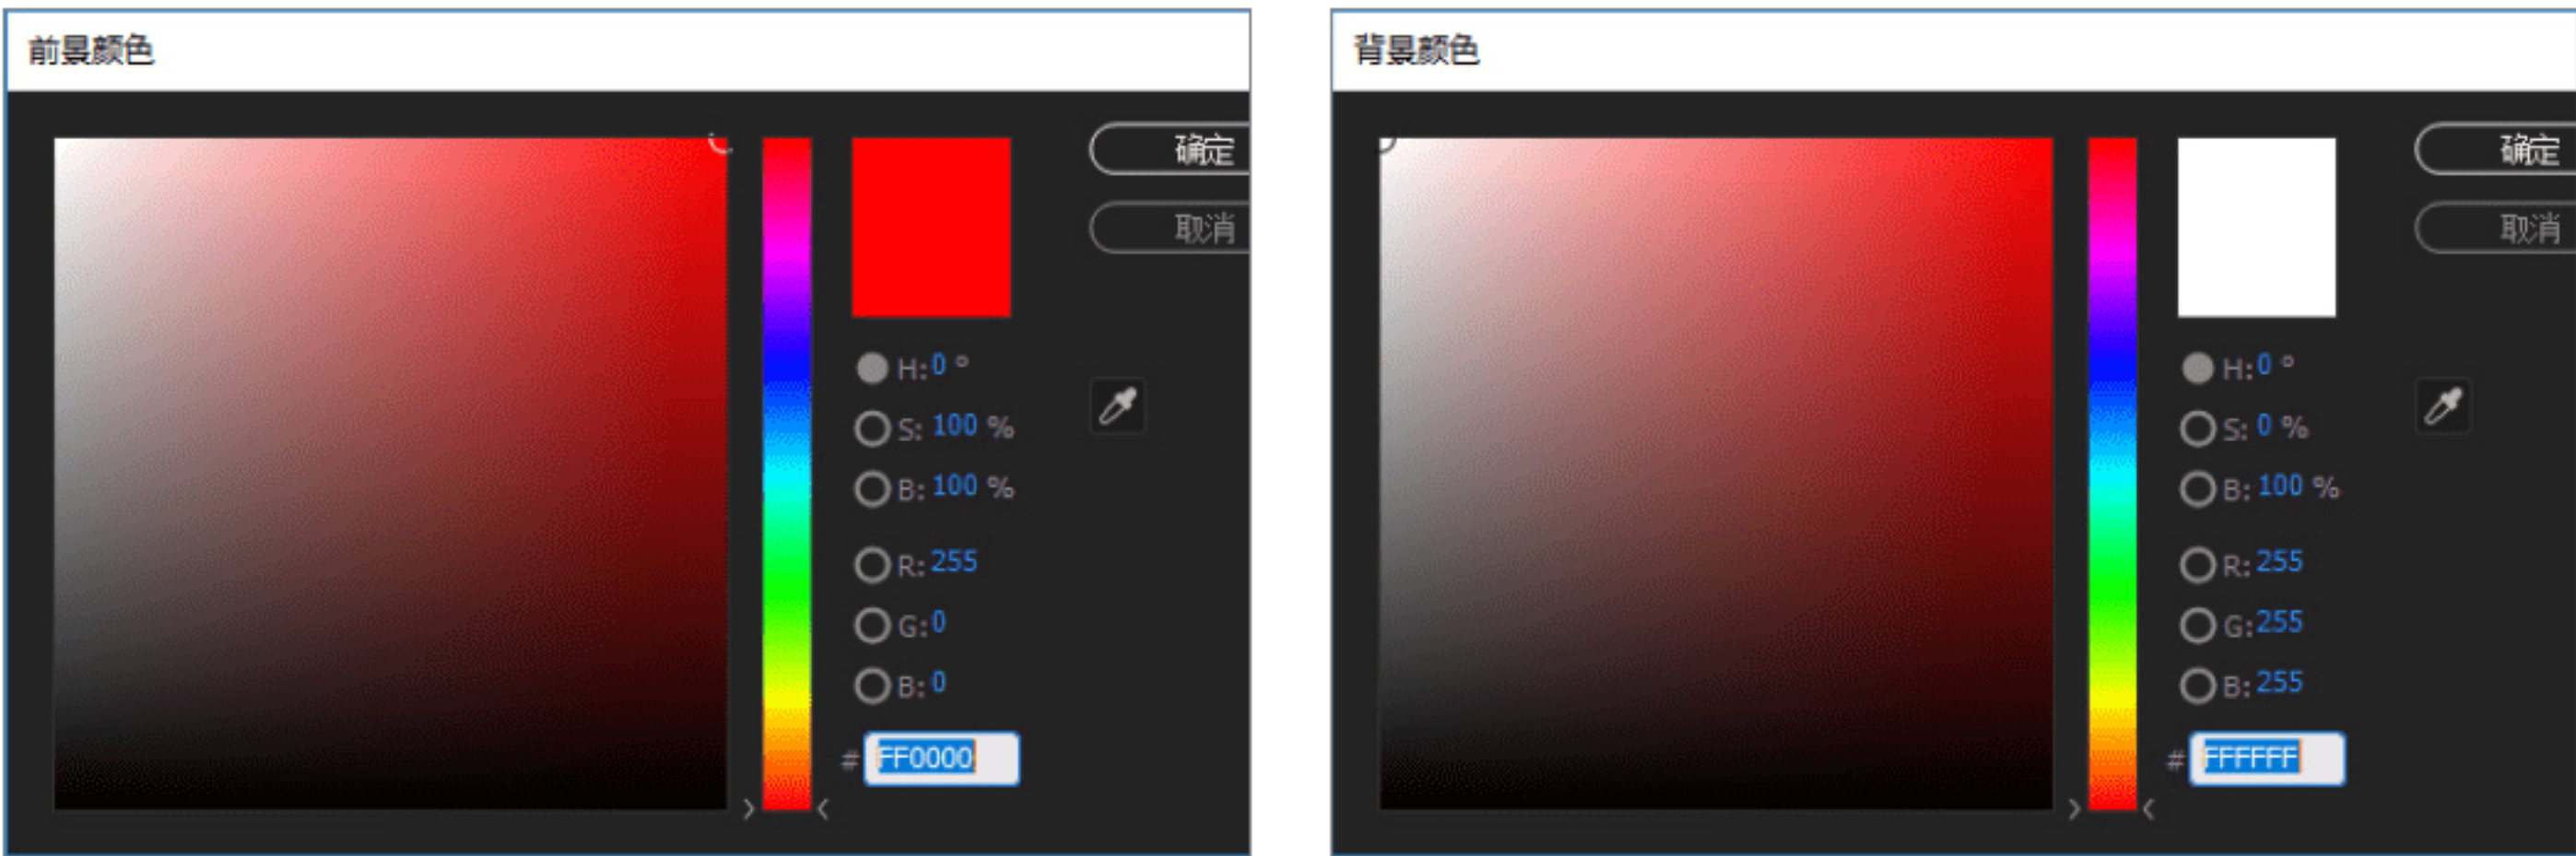 前景颜色
确定
取消
H:0 °
S: 100 %
B: 100 %
R: 255
G:0
B: 0
# FF0000
背景颜色
确定
取消
H:0 °
S: 0 %
B: 100 %
R: 255
G:255
B: 255
# FFFFFF